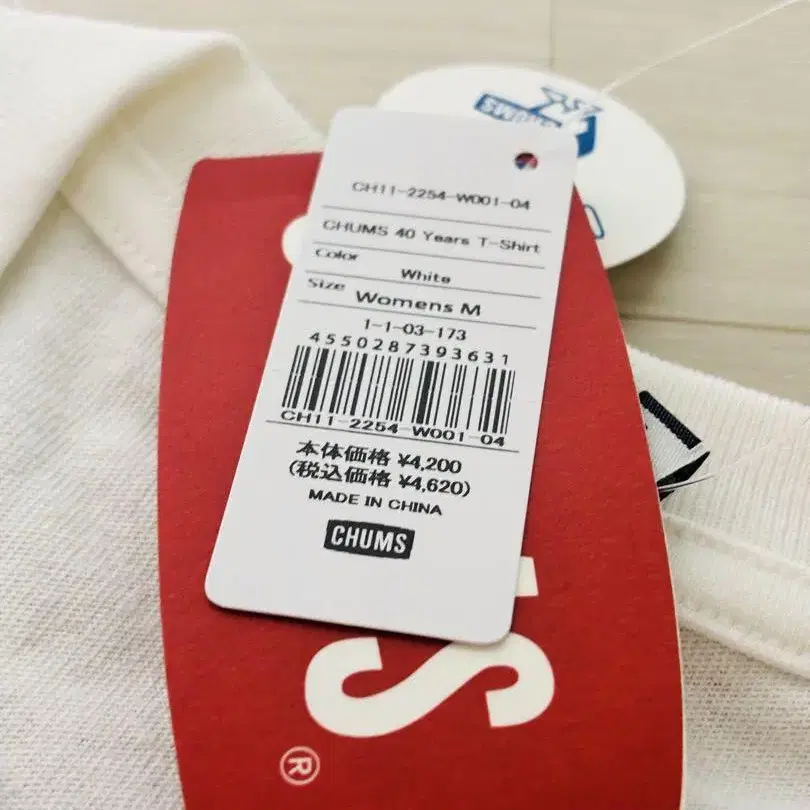 CH11-2254-W001-04
CHUMS 40 Years T-Shirt
Color
White
Size
Womens M
1-1-03-173
4550287393631
CH11-2254-W001-04
本体価格 ¥4,200
(税込価格 ¥4,620)
MADE IN CHINA
CHUMS
'S
®